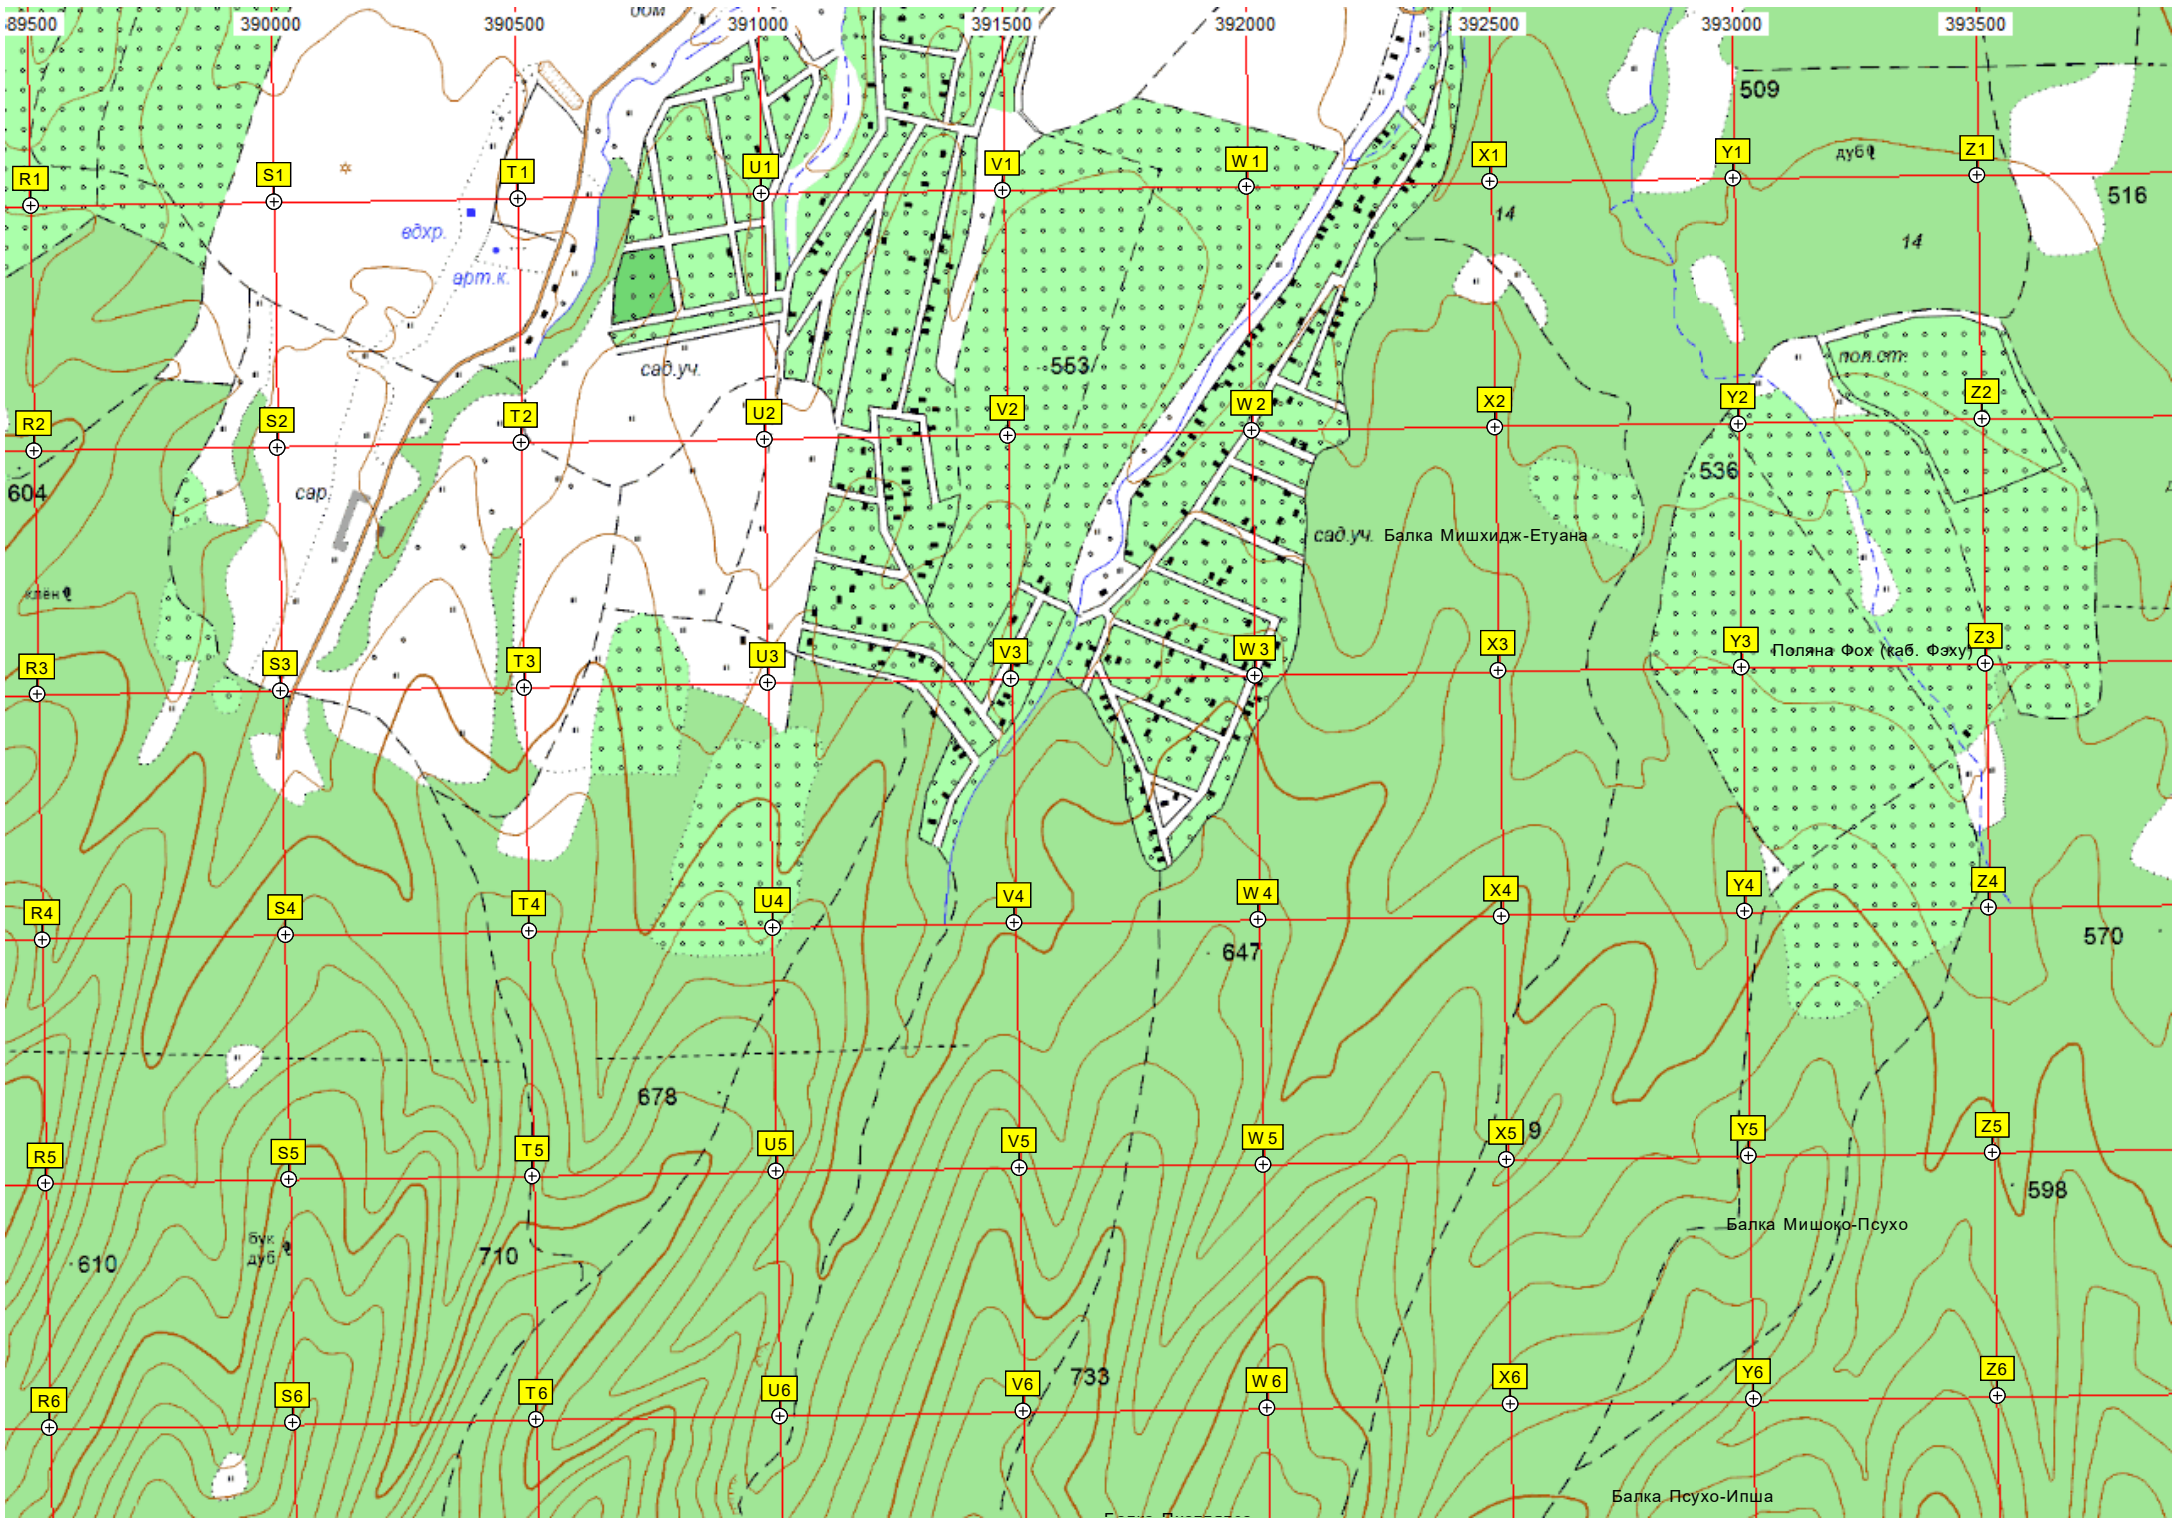 389500 390000 390500 391000 391500 392000 392500 393000 393500
дом
509
R1 S1 T1 U1 V1 W1 X1 Y1 Z1
дуб
516
14
14
вдхр.
арт.к.
553
сад.уч.
пол.ст.
R2 S2 T2 U2 V2 W2 X2 Y2 Z2
604
сар.
536
сад.уч. Балка Мишхидж-Етуана
клён
R3 S3 T3 U3 V3 W3 X3 Y3 Z3
Поляна Фох (каб. Фэху)
R4 S4 T4 U4 V4 W4 X4 Y4 Z4
647
570
678
R5 S5 T5 U5 V5 W5 X5 9 Y5 Z5
598
Балка Мишоко-Псухо
бук
дуб
610
710
733
R6 S6 T6 U6 V6 W6 X6 Y6 Z6
Балка Псухо-Ипша
Балка